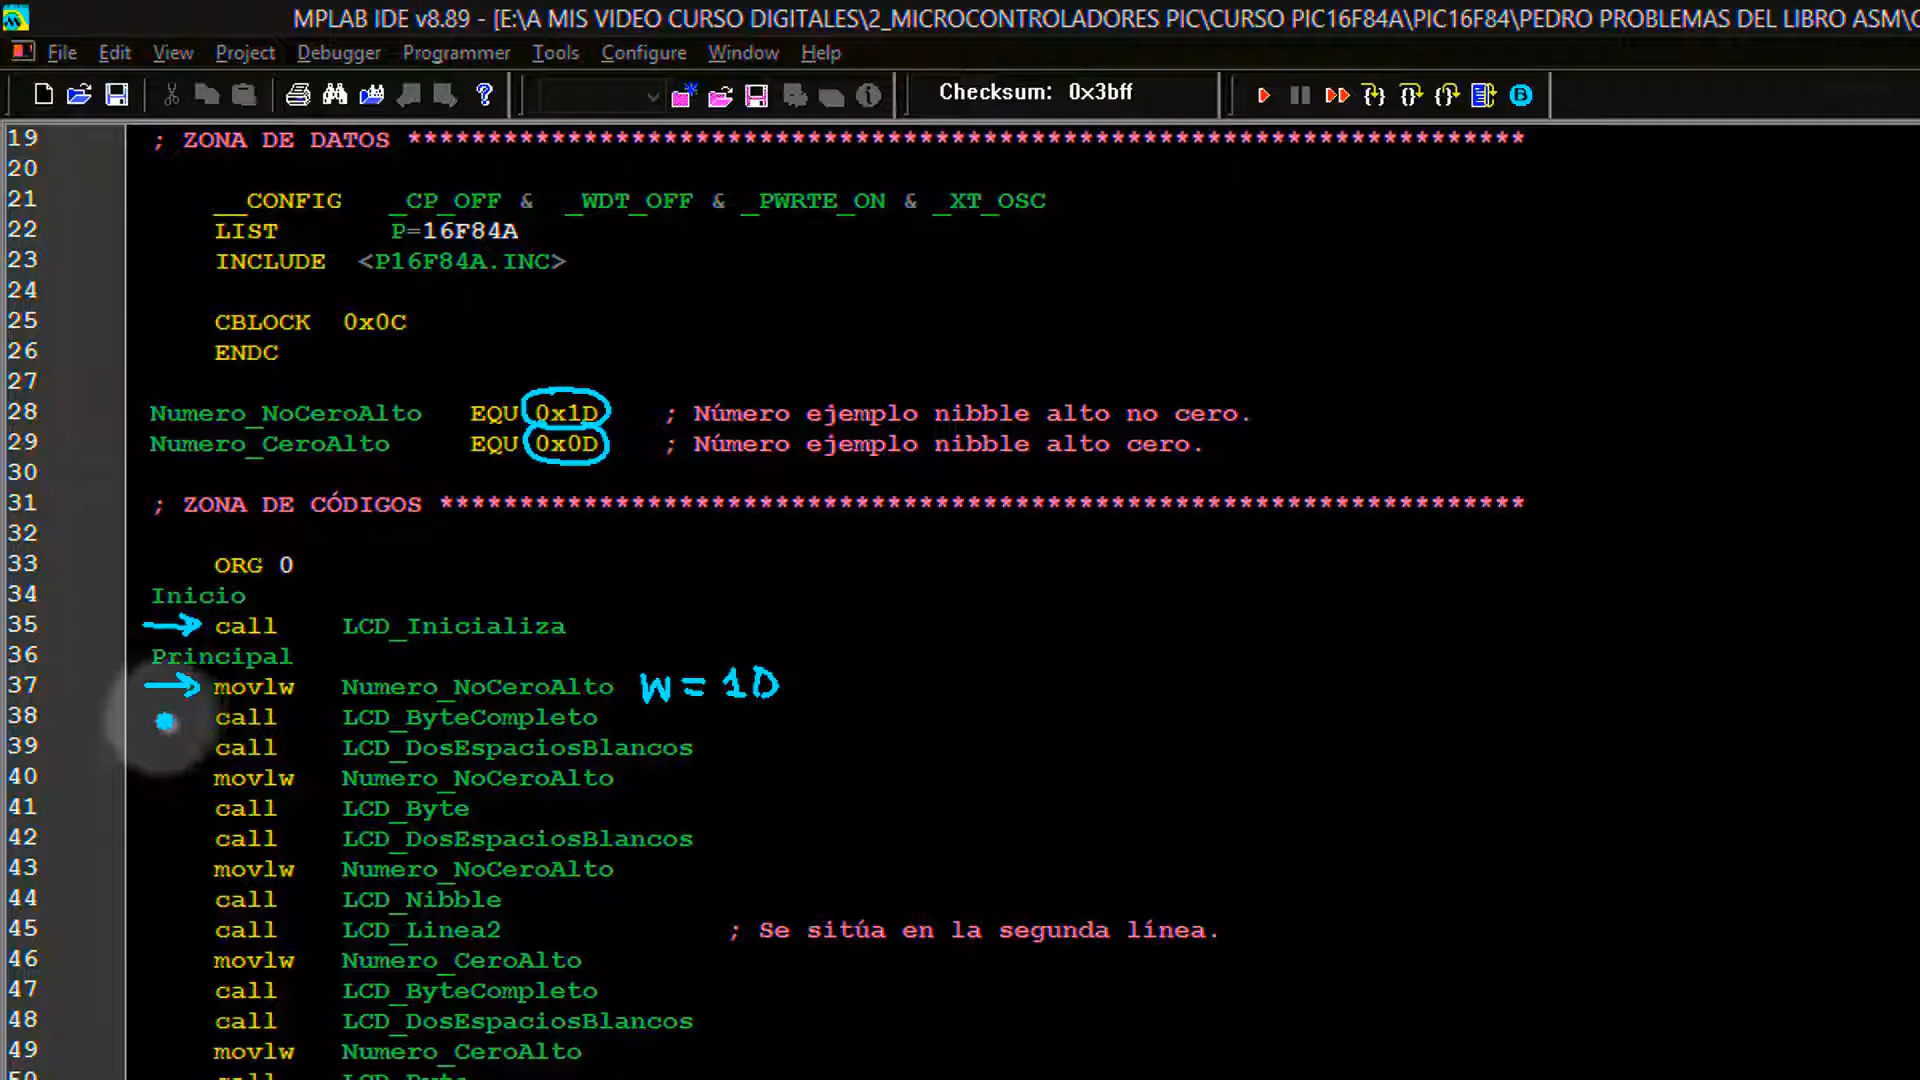 MPLAB IDE v8.89 - [E:\A MIS VIDEO CURSO DIGITALES\2_MICROCONTROLADORES PIC\CURSO PIC16F84A\PIC16F84\PEDRO PROBLEMAS DEL LIBRO ASM\
File Edit View Project Debugger Programmer Tools Configure Window Help
Checksum: 0x3bff
19 ; ZONA DE DATOS **********************************************************************
20
21 __CONFIG _CP_OFF & _WDT_OFF & _PWRTE_ON & _XT_OSC
22 LIST P=16F84A
23 INCLUDE <P16F84A.INC>
24
25 CBLOCK 0x0C
26 ENDC
27
28 Numero_NoCeroAlto EQU 0x1D ; Número ejemplo nibble alto no cero.
29 Numero_CeroAlto EQU 0x0D ; Número ejemplo nibble alto cero.
30
31 ; ZONA DE CÓDIGOS ********************************************************************
32
33 ORG 0
34 Inicio
35 call LCD_Inicializa
36 Principal
37 movlw Numero_NoCeroAlto W = 1D
38 call LCD_ByteCompleto
39 call LCD_DosEspaciosBlancos
40 movlw Numero_NoCeroAlto
41 call LCD_Byte
42 call LCD_DosEspaciosBlancos
43 movlw Numero_NoCeroAlto
44 call LCD_Nibble
45 call LCD_Linea2 ; Se sitúa en la segunda línea.
46 movlw Numero_CeroAlto
47 call LCD_ByteCompleto
48 call LCD_DosEspaciosBlancos
49 movlw Numero_CeroAlto
50 call LCD_Byte